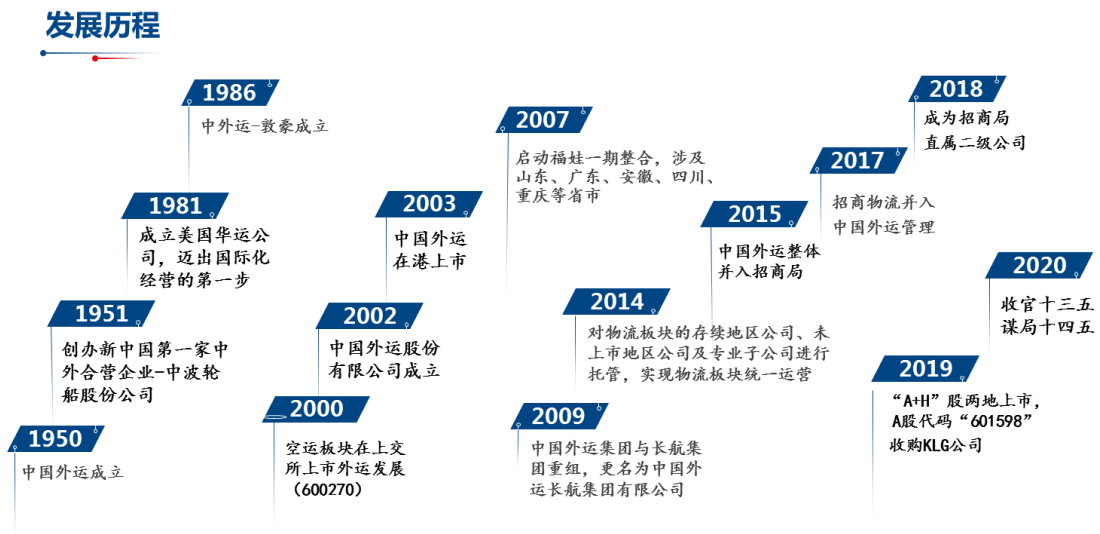 发展历程
1950
中国外运成立
1951
创办新中国第一家中
外合营企业-中波轮
船股份公司
1981
成立美国华运公
司，迈出国际化
经营的第一步
1986
中外运-敦豪成立
2000
空运板块在上交
所上市外运发展
（600270）
2002
中国外运股份
有限公司成立
2003
中国外运
在港上市
2007
启动福娃一期整合，涉及
山东、广东、安徽、四川、
重庆等省市
2009
中国外运集团与长航集
团重组，更名为中国外
运长航集团有限公司
2014
对物流板块的存续地区公司、未
上市地区公司及专业子公司进行
托管，实现物流板块统一运营
2015
中国外运整体
并入招商局
2017
招商物流并入
中国外运管理
2018
成为招商局
直属二级公司
2019
“A+H”股两地上市，
A股代码“601598”
收购KLG公司
2020
收官十三五
谋局十四五